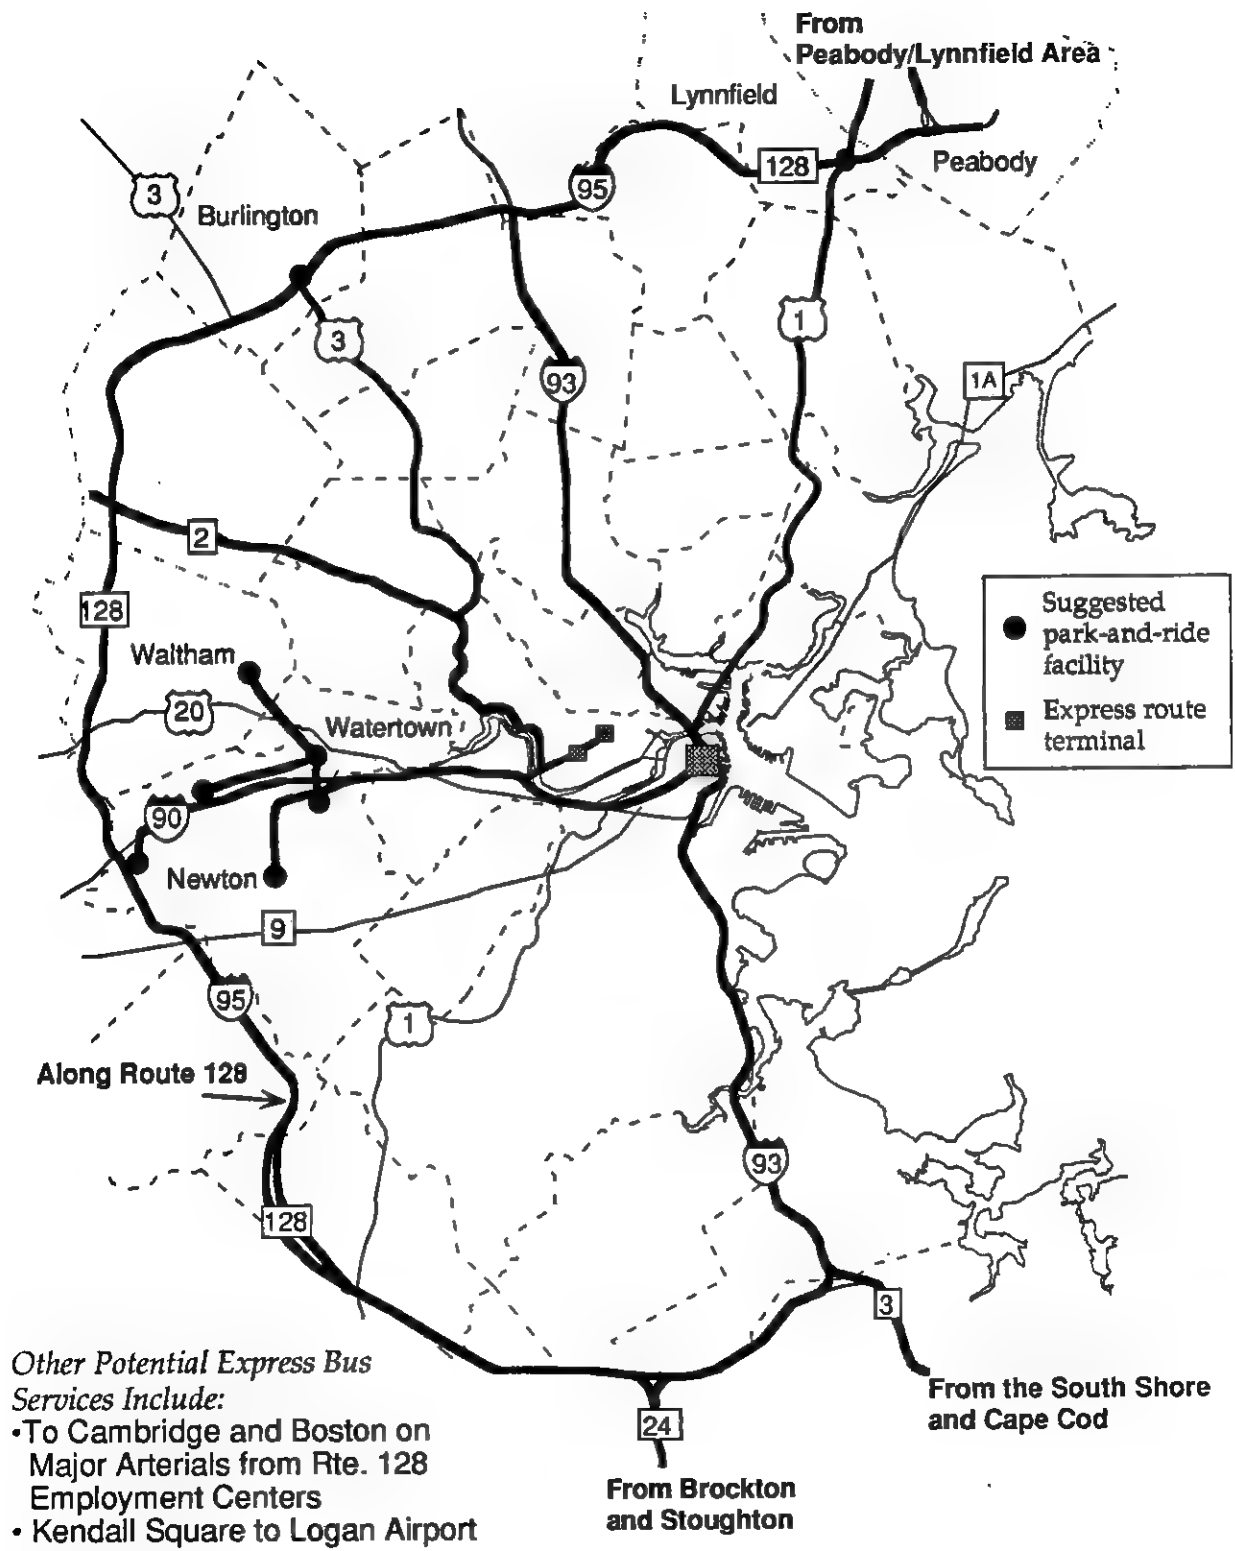 From
Peabody/Lynnfield Area
Lynnfield
128
Peabody
3
95
Burlington
1
3
93
1A
2
128
Suggested
park-and-ride
facility
Express route
terminal
Waltham
20
Watertown
90
Newton
9
95
1
Along Route 128
93
128
3
Other Potential Express Bus
Services Include:
•To Cambridge and Boston on
Major Arterials from Rte. 128
Employment Centers
• Kendall Square to Logan Airport
24
From the South Shore
and Cape Cod
From Brockton
and Stoughton